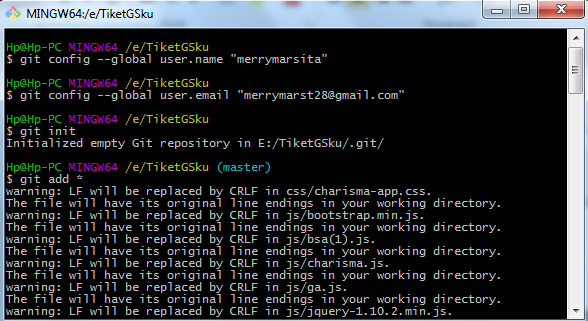 MINGW64:/e/TiketGSku
Hp@Hp-PC MINGW64 /e/TiketGSku
$ git config --global user.name "merrymarsita"
Hp@Hp-PC MINGW64 /e/TiketGSku
$ git config --global user.email "merrymarst28@gmail.com"
Hp@Hp-PC MINGW64 /e/TiketGSku
$ git init
Initialized empty Git repository in E:/TiketGSku/.git/
Hp@Hp-PC MINGW64 /e/TiketGSku (master)
$ git add *
warning: LF will be replaced by CRLF in css/charisma-app.css.
The file will have its original line endings in your working directory.
warning: LF will be replaced by CRLF in js/bootstrap.min.js.
The file will have its original line endings in your working directory.
warning: LF will be replaced by CRLF in js/bsa(1).js.
The file will have its original line endings in your working directory.
warning: LF will be replaced by CRLF in js/charisma.js.
The file will have its original line endings in your working directory.
warning: LF will be replaced by CRLF in js/ga.js.
The file will have its original line endings in your working directory.
warning: LF will be replaced by CRLF in js/jquery-1.10.2.min.js.